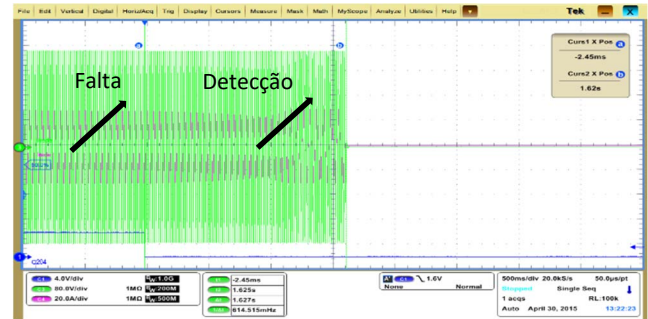 File Edit Vertical Digital Horiz/Acq Trig Display Cursors Measure Mask Math MyScope Analyze Utilities Help Tek
Curs1 X Pos
-2.45ms
Curs2 X Pos
1.62s
Falta
Detecção
a
b
4.0V/div
80.0V/div 1MΩ BW:200M
20.0A/div 1MΩ BW:500M
BW:1.0G
-2.45ms
1.625s
1.627s
614.515mHz
1.6V
None Normal
500ms/div 20.0kS/s 50.0µs/pt
Stopped Single Seq
1 acqs RL:100k
Auto April 30, 2015 13:22:23